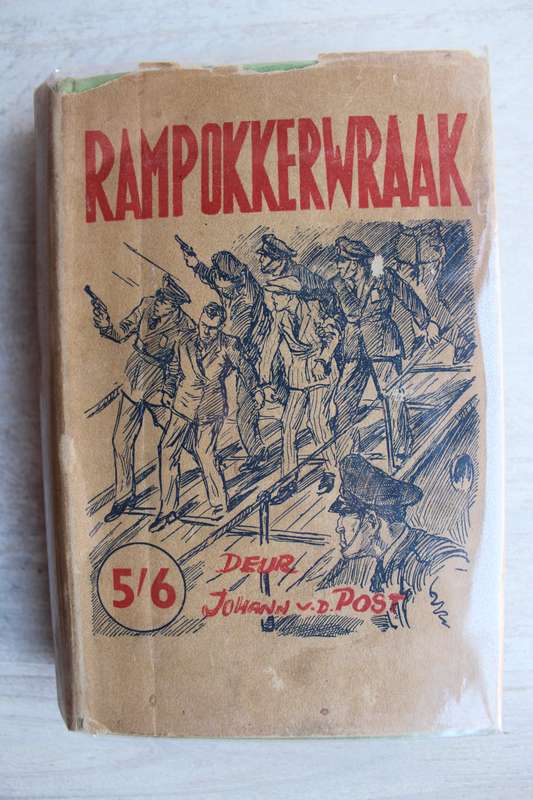 RAMPOKKERWRAAK
5/6
DEUR
JOHANN V.D. POST